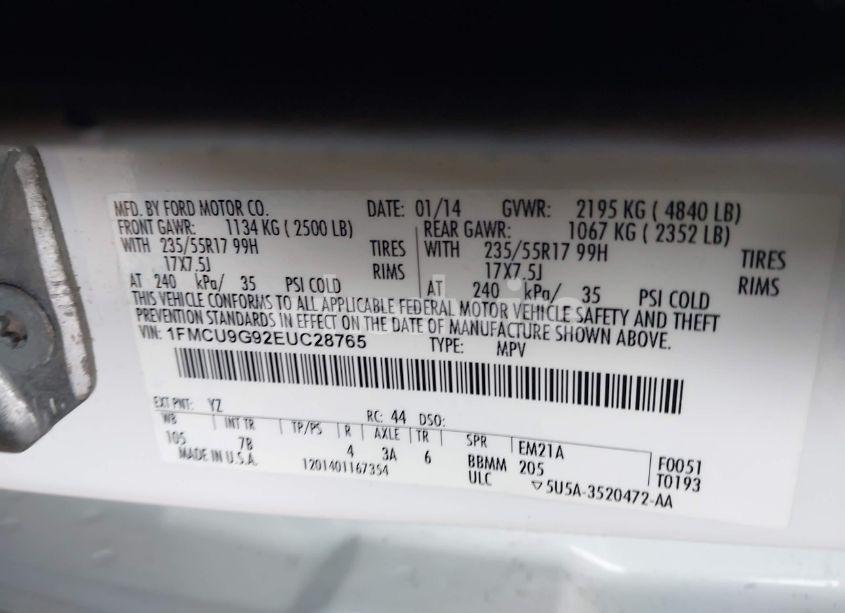 MFD. BY FORD MOTOR CO. DATE: 01/14 GVWR: 2195 KG ( 4840 LB)
FRONT GAWR: 1134 KG ( 2500 LB) REAR GAWR: 1067 KG ( 2352 LB)
WITH 235/55R17 99H TIRES WITH 235/55R17 99H TIRES
17X7.5J RIMS 17X7.5J RIMS
AT 240 kPa/ 35 PSI COLD AT 240 kPa/ 35 PSI COLD
THIS VEHICLE CONFORMS TO ALL APPLICABLE FEDERAL MOTOR VEHICLE SAFETY AND THEFT
PREVENTION STANDARDS IN EFFECT ON THE DATE OF MANUFACTURE SHOWN ABOVE.
VIN: 1FMCU9G92EUC28765 TYPE: MPV
EXT PNT: YZ RC: 44 DSO:
WB INT TR TP/PS R AXLE TR SPR EM21A F0051
105 7B 4 3A 6 BBMM 205 T0193
MADE IN U.S.A. 1201401167354 ULC ▽5U5A-3520472-AA